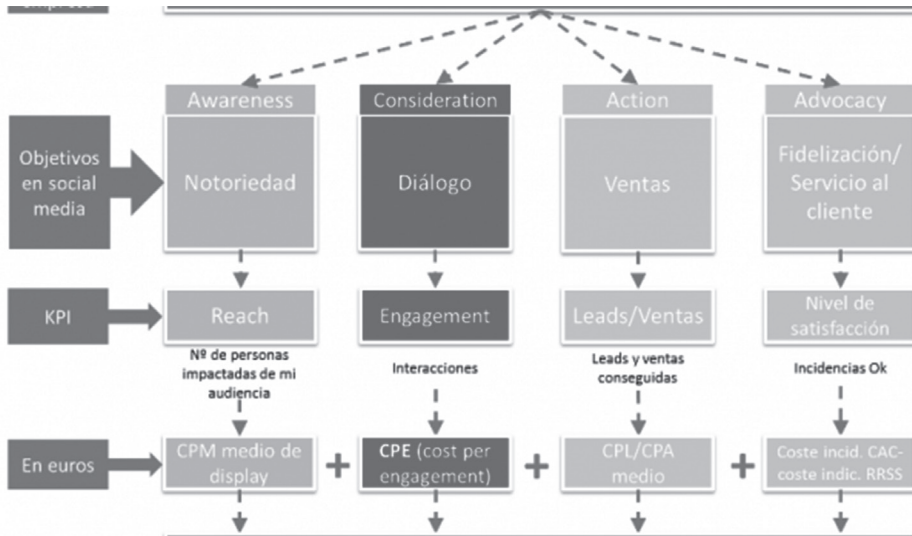 empresa
Awareness
Consideration
Action
Advocacy
Objetivos
en social
media
Notoriedad
Diálogo
Ventas
Fidelización/
Servicio al
cliente
KPI
Reach
Engagement
Leads/Ventas
Nivel de
satisfacción
Nº de personas
impactadas de mi
audiencia
Interacciones
Leads y ventas
conseguidas
Incidencias Ok
En euros
CPM medio de
display
+
CPE (cost per
engagement)
+
CPL/CPA
medio
+
Coste incid. CAC-
coste indic. RRSS